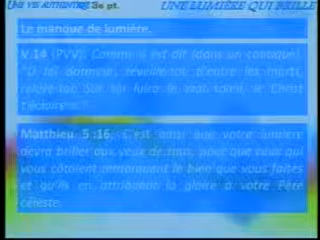 UNE VIE AUTHENTIQUE 3e pt. UNE LUMIÈRE QUI BRILLE
Le manque de lumière.
V.14 (PVV). Comme il est dit (dans un cantique).
"O toi dormeur, réveille-toi d'entre les morts,
relève-toi. Sur toi luira le vrai soleil, le Christ
t'éclairera."
Matthieu 5 :16. C'est ainsi que votre lumière
devra briller aux yeux de tous, pour que ceux qui
vous côtoient remarquent le bien que vous faites
et qu'ils en attribuent la gloire à votre Père
céleste.